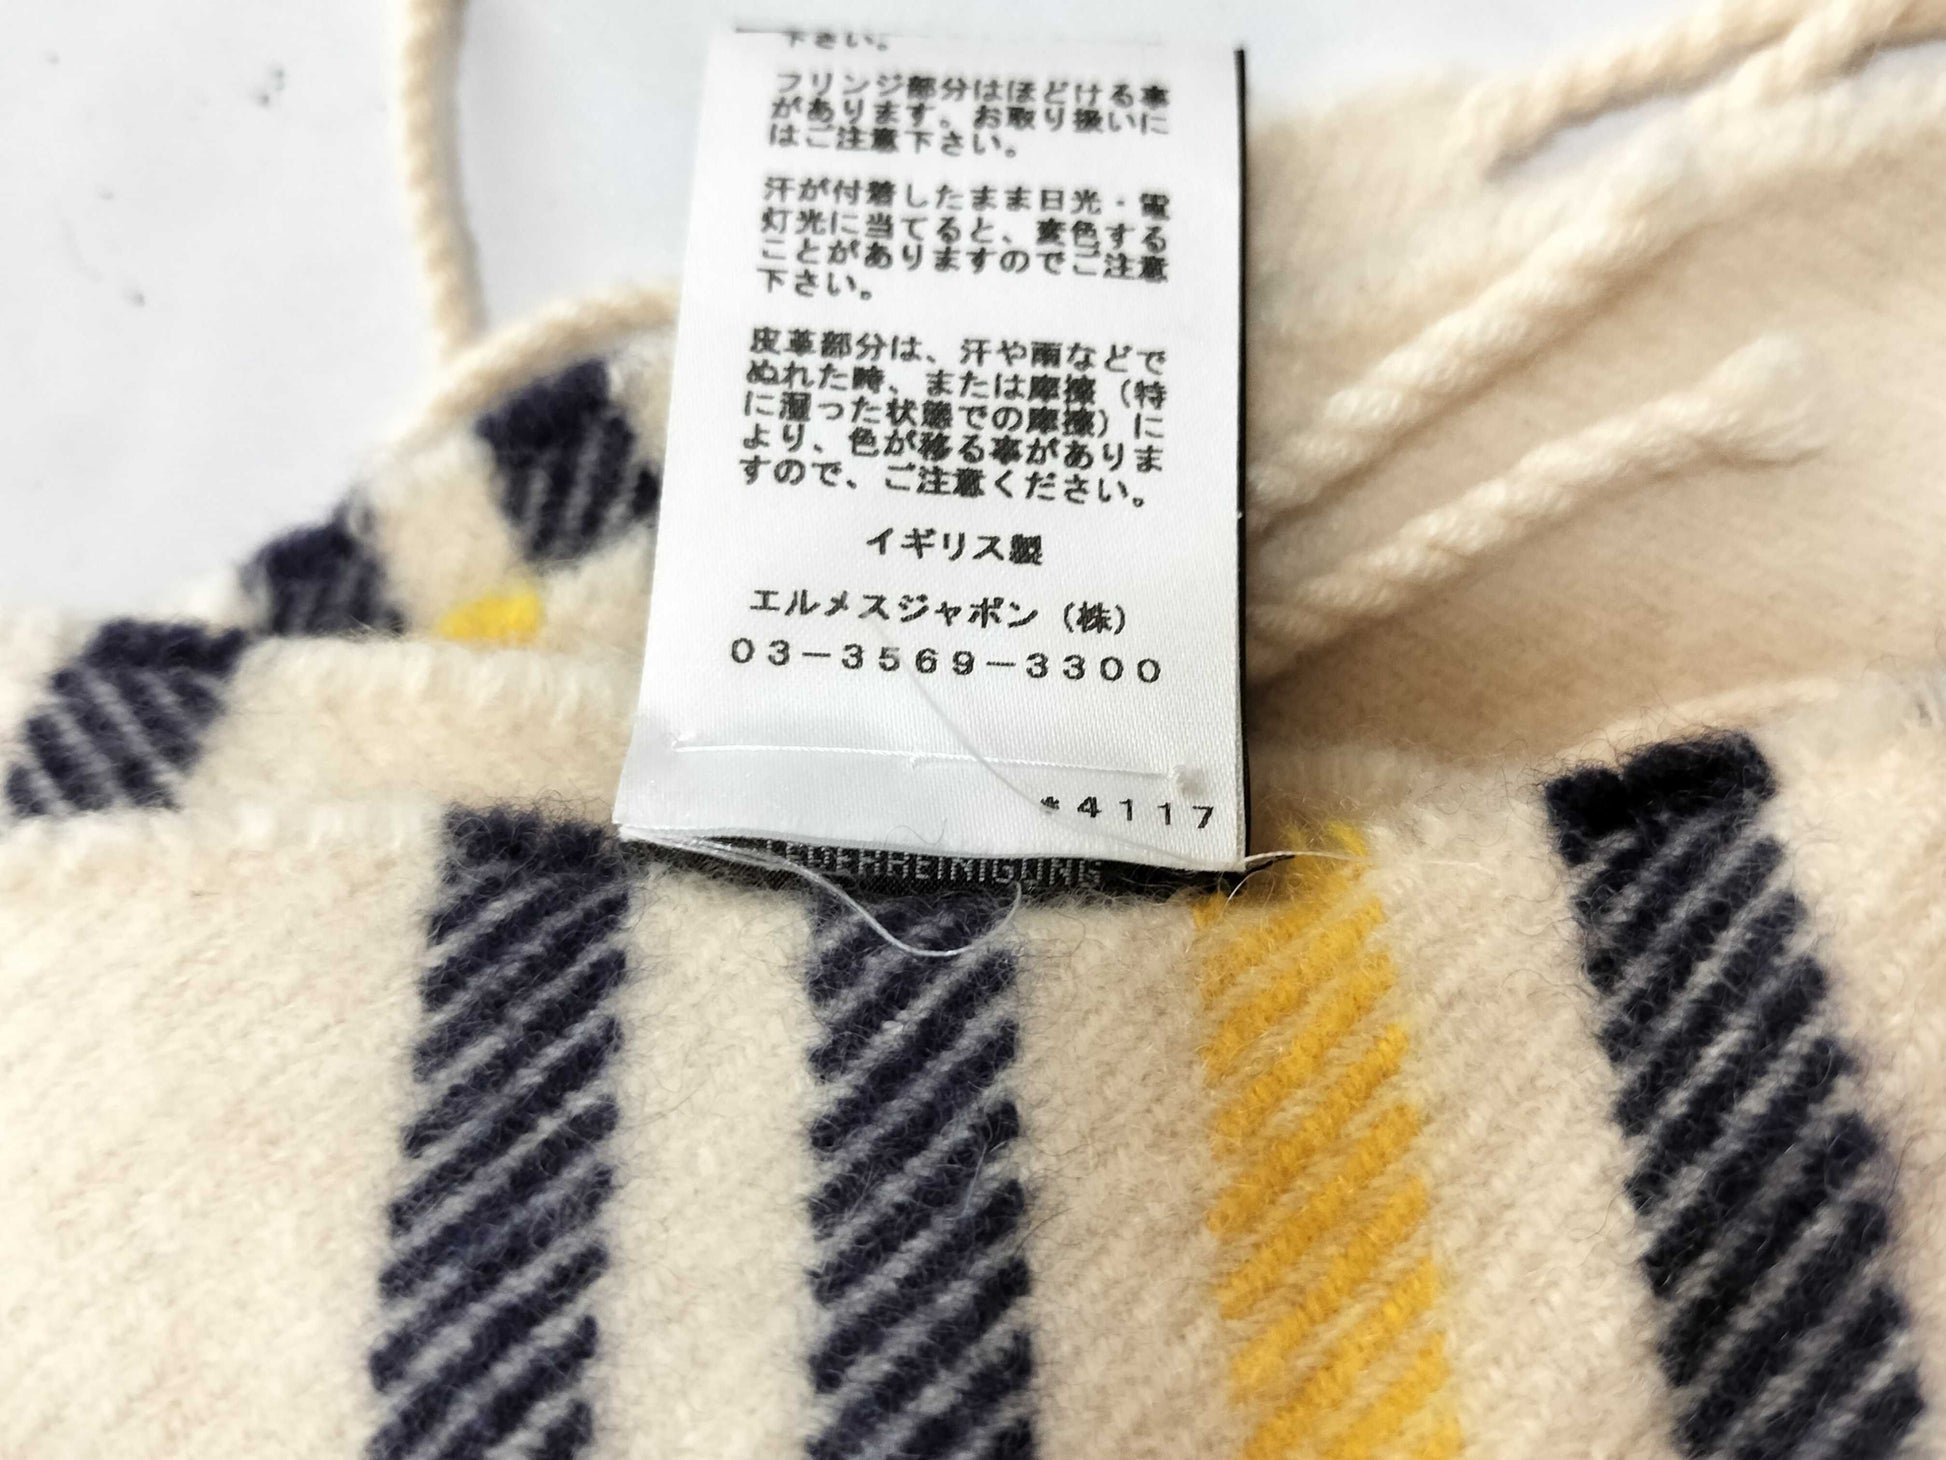 下さい。
フリンジ部分はほどける事
があります。お取り扱いに
はご注意下さい。
汗が付着したまま日光・電
灯光に当てると、変色する
ことがありますのでご注意
下さい。
皮革部分は、汗や雨などで
ぬれた時、または摩擦（特
に湿った状態での摩擦）に
より、色が移る事がありま
すので、ご注意ください。
イギリス製
エルメスジャポン（株）
03-3569-3300
*4117
LEDERREINIGUNG